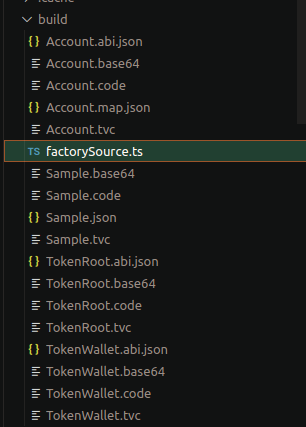 build
{ } Account.abi.json
Account.base64
Account.code
{ } Account.map.json
Account.tvc
TS factorySource.ts
Sample.base64
Sample.code
{ } Sample.json
Sample.tvc
{ } TokenRoot.abi.json
TokenRoot.base64
TokenRoot.code
TokenRoot.tvc
{ } TokenWallet.abi.json
TokenWallet.base64
TokenWallet.code
TokenWallet.tvc